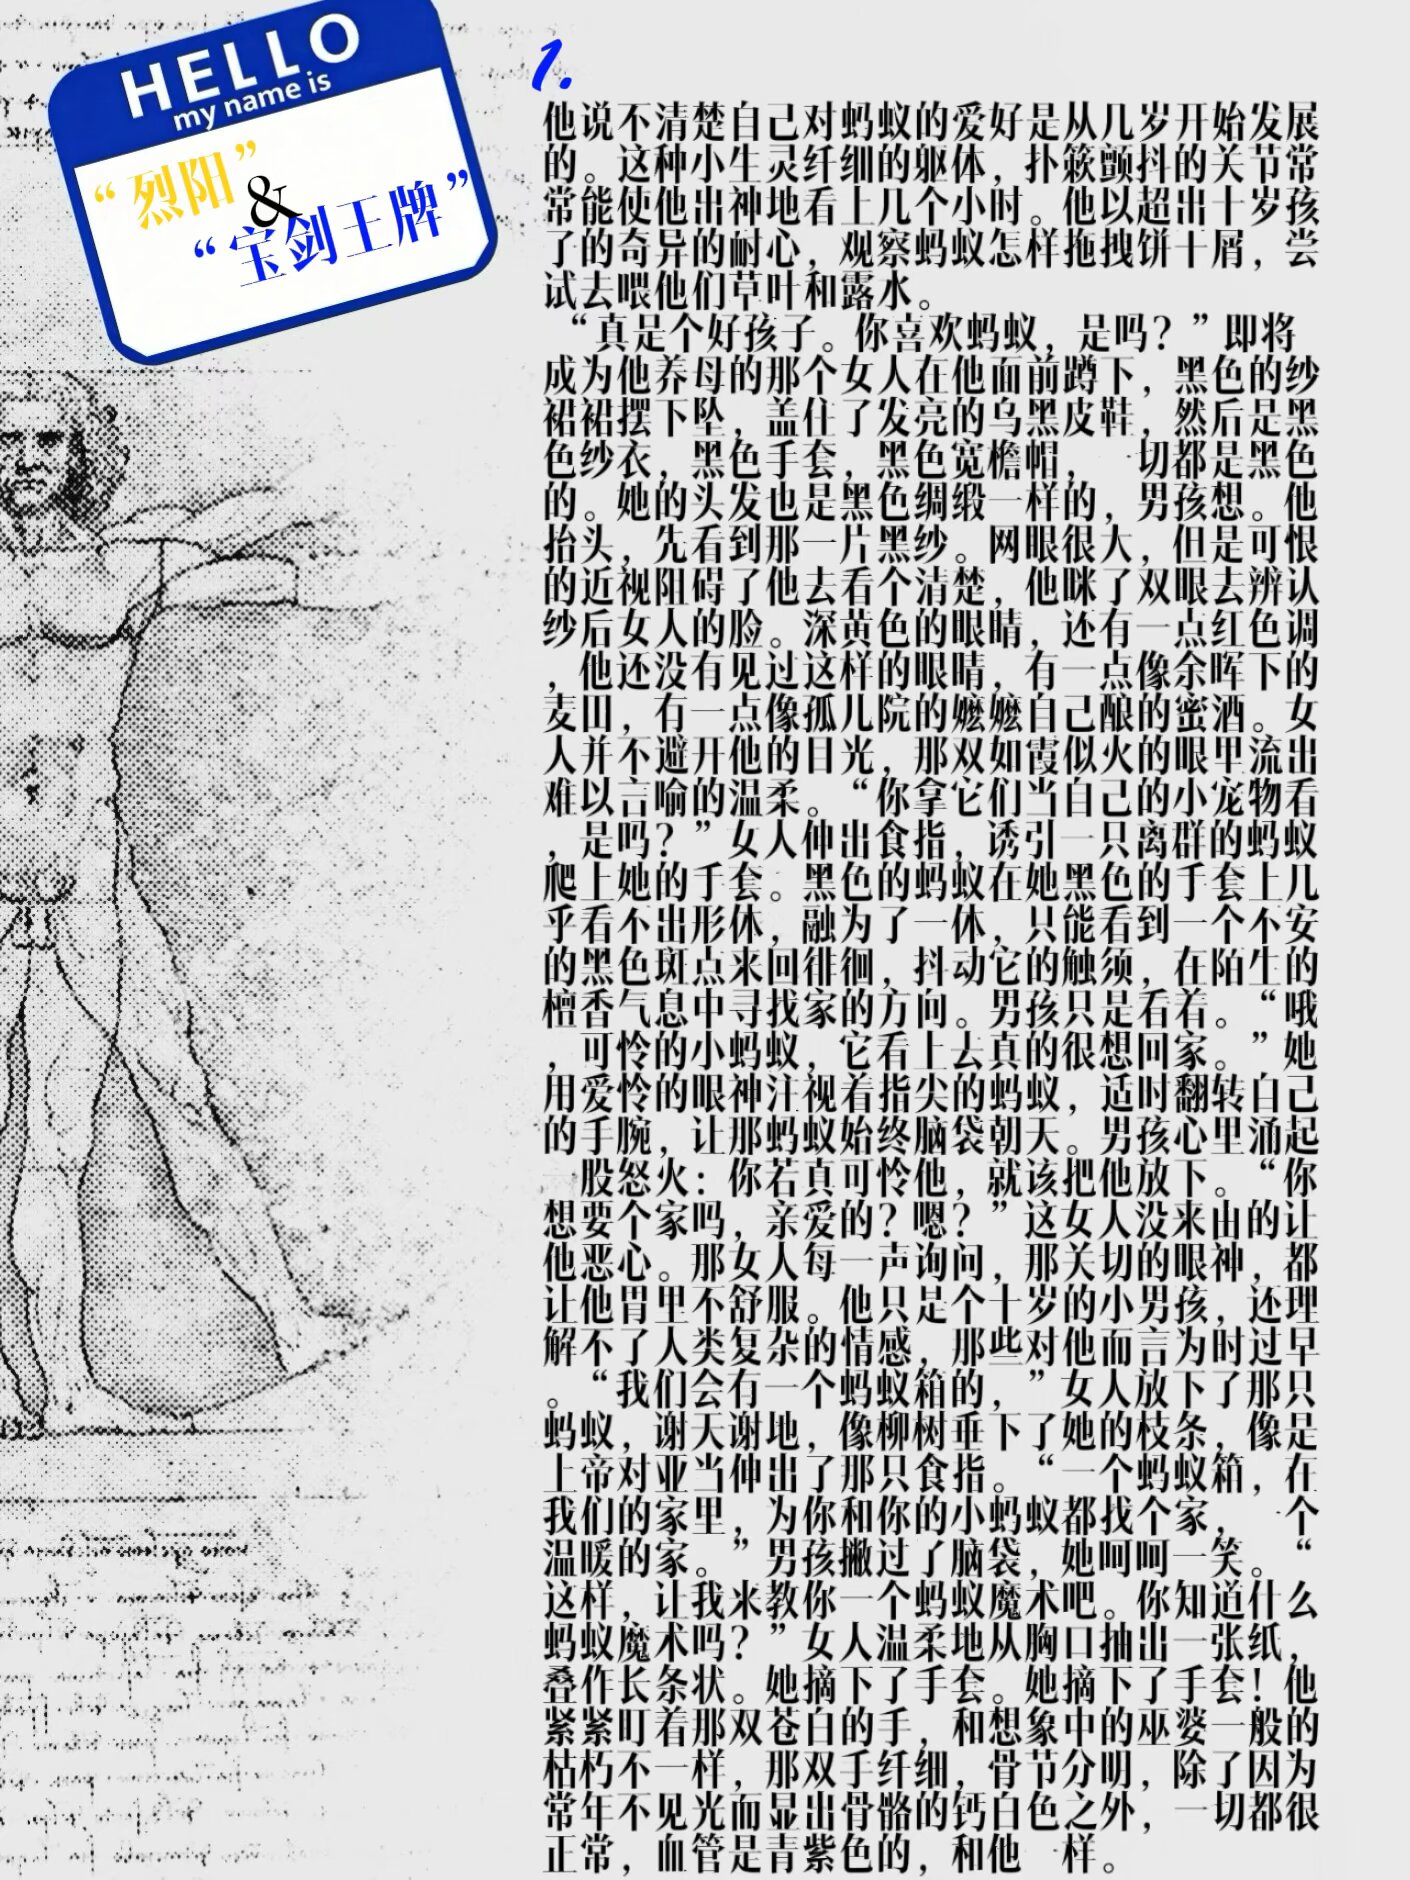 HELLO
my name is
“烈阳”
&
“宝剑王牌”
1.
他说不清楚自己对蚂蚁的爱好是从几岁开始发展
的。这种小生灵纤细的躯体，扑簌颤抖的关节常
常能使他出神地看上几个小时。他以超出十岁孩
子的奇异的耐心，观察蚂蚁怎样拖拽饼干屑，尝
试去喂他们草叶和露水。
“真是个好孩子。你喜欢蚂蚁，是吗？”即将
成为他养母的那个女人在他面前蹲下，黑色的纱
裙裙摆下坠，盖住了发亮的乌黑皮鞋，然后是黑
色纱衣，黑色手套，黑色宽檐帽，一切都是黑色
的。她的头发也是黑色绸缎一样的，男孩想。他
抬头，先看到那一片黑纱。网眼很大，但是可恨
的近视阻碍了他去看个清楚，他眯了双眼去辨认
纱后女人的脸。深黄色的眼睛，还有一点红色调
，他还没有见过这样的眼睛，有一点像余晖下的
麦田，有一点像孤儿院的嬷嬷自己酿的蜜酒。女
人并不避开他的目光，那双如霞似火的眼里流出
难以言喻的温柔。“你拿它们当自己的小宠物看
，是吗？”女人伸出食指，诱引一只离群的蚂蚁
爬上她的手套。黑色的蚂蚁在她黑色的手套上几
乎看不出形体，融为了一体，只能看到一个不安
的黑色斑点来回徘徊，抖动它的触须，在陌生的
檀香气息中寻找家的方向。男孩只是看着。“哦
，可怜的小蚂蚁，它看上去真的很想回家。”她
用爱怜的眼神注视着指尖的蚂蚁，适时翻转自己
的手腕，让那蚂蚁始终脑袋朝天。男孩心里涌起
一股怒火：你若真可怜他，就该把他放下。“你
想要个家吗，亲爱的？嗯？”这女人没来由的让
他恶心。那女人每一声询问，那关切的眼神，都
让他胃里不舒服。他只是个十岁的小男孩，还理
解不了人类复杂的情感，那些对他而言为时过早
。“我们会有一个蚂蚁箱的，”女人放下了那只
蚂蚁，谢天谢地，像柳树垂下了她的枝条，像是
上帝对亚当伸出了那只食指。“一个蚂蚁箱，在
我们的家里，为你和你的小蚂蚁都找个家，一个
温暖的家。”男孩撇过了脑袋，她呵呵一笑。“
这样，让我来教你一个蚂蚁魔术吧。你知道什么
蚂蚁魔术吗？”女人温柔地从胸口抽出一张纸，
叠作长条状。她摘下了手套。她摘下了手套！他
紧紧盯着那双苍白的手，和想象中的巫婆一般的
枯朽不一样，那双手纤细，骨节分明，除了因为
常年不见光而显出骨骼的钙白色之外，一切都很
正常，血管是青紫色的，和他一样。